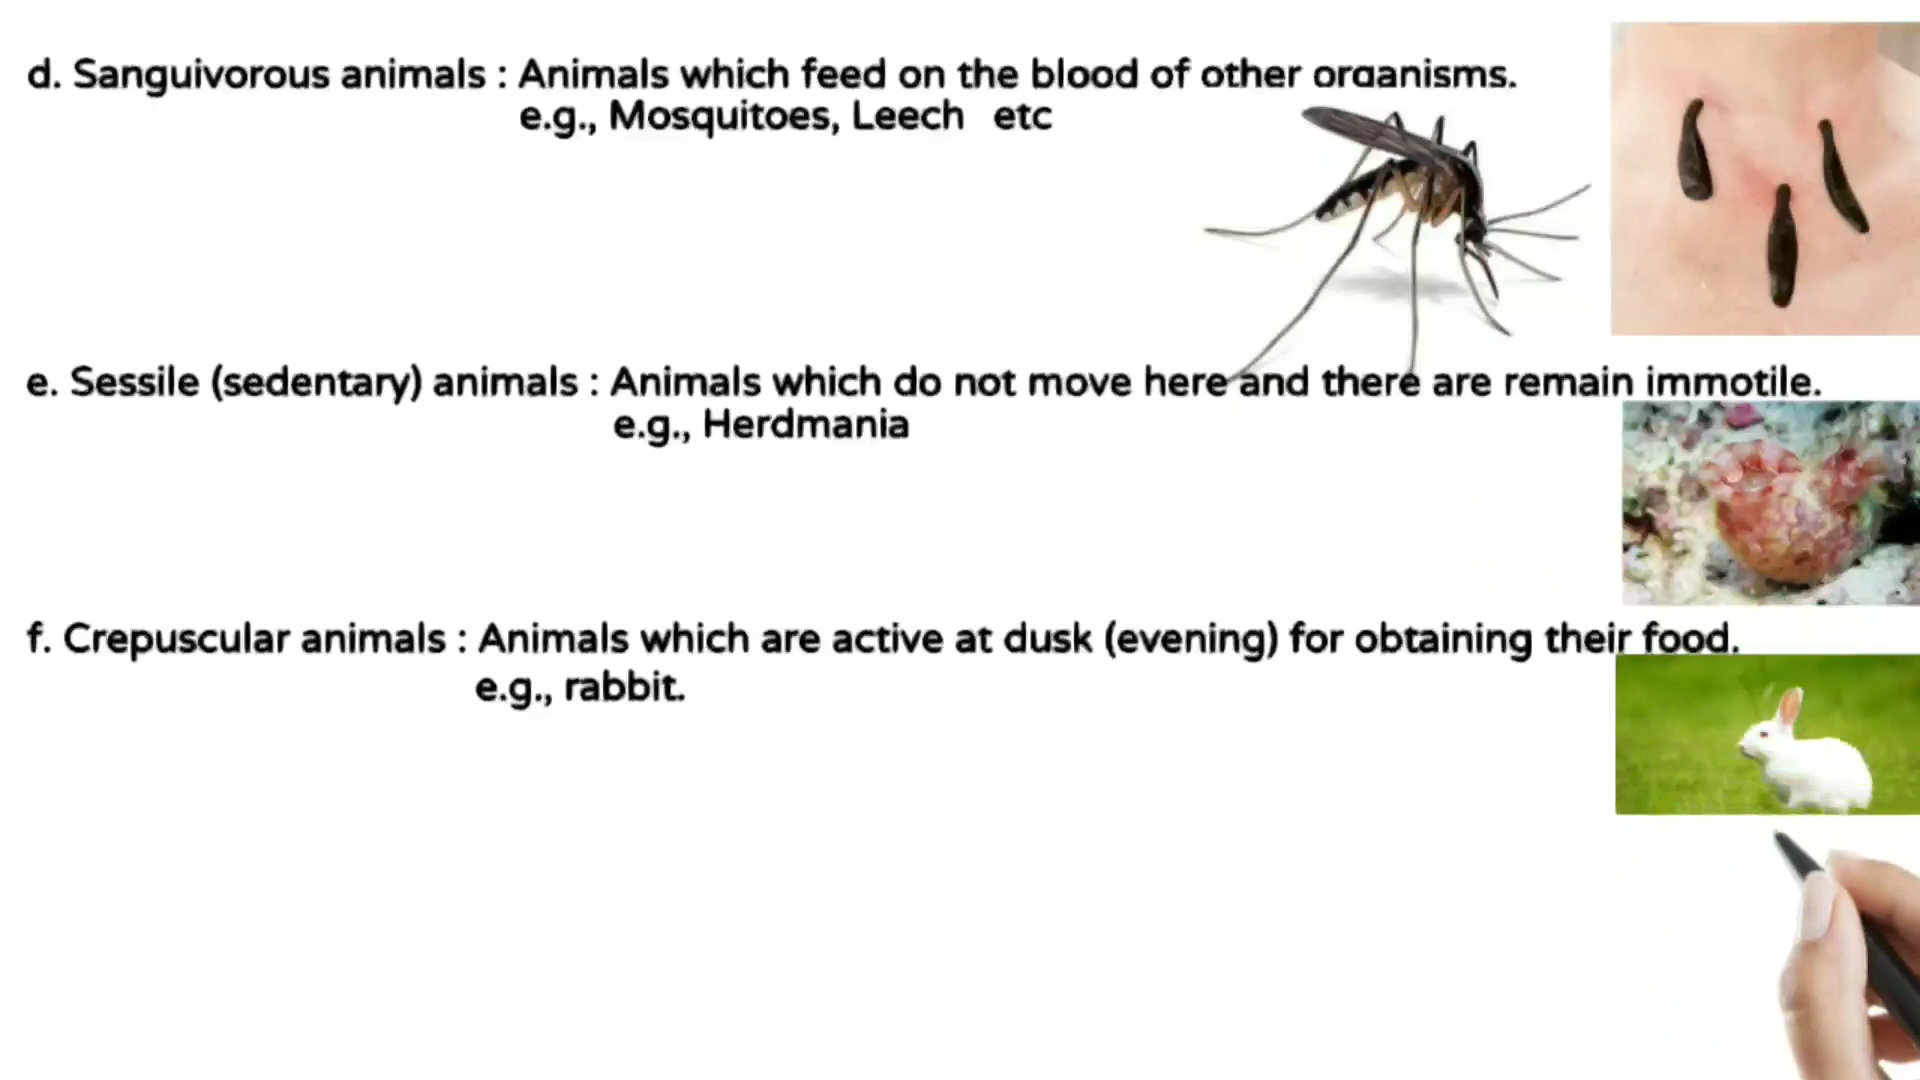 d. Sanguivorous animals : Animals which feed on the blood of other organisms.
e.g., Mosquitoes, Leech etc
e. Sessile (sedentary) animals : Animals which do not move here and there are remain immotile.
e.g., Herdmania
f. Crepuscular animals : Animals which are active at dusk (evening) for obtaining their food.
e.g., rabbit.